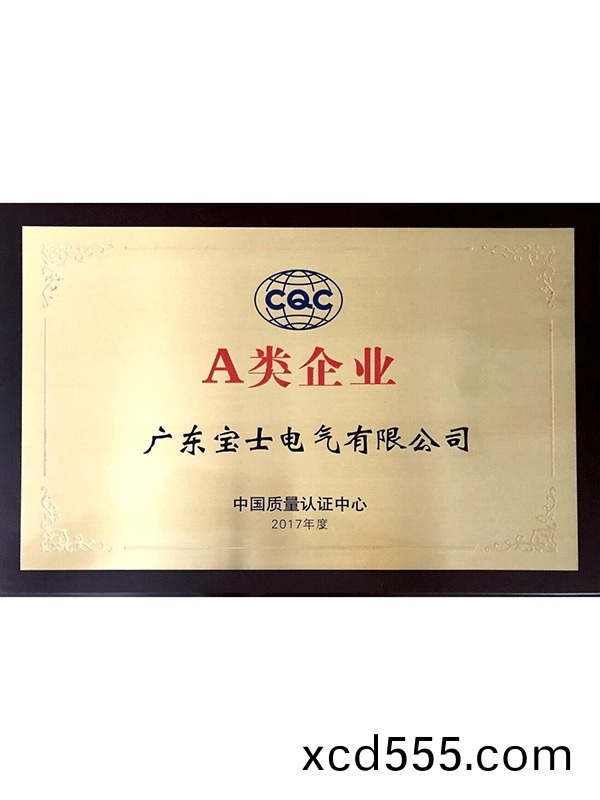 CQC
A类企业
广东宝士电气有限公司
中国质量认证中心
2017年度
xcd555.com